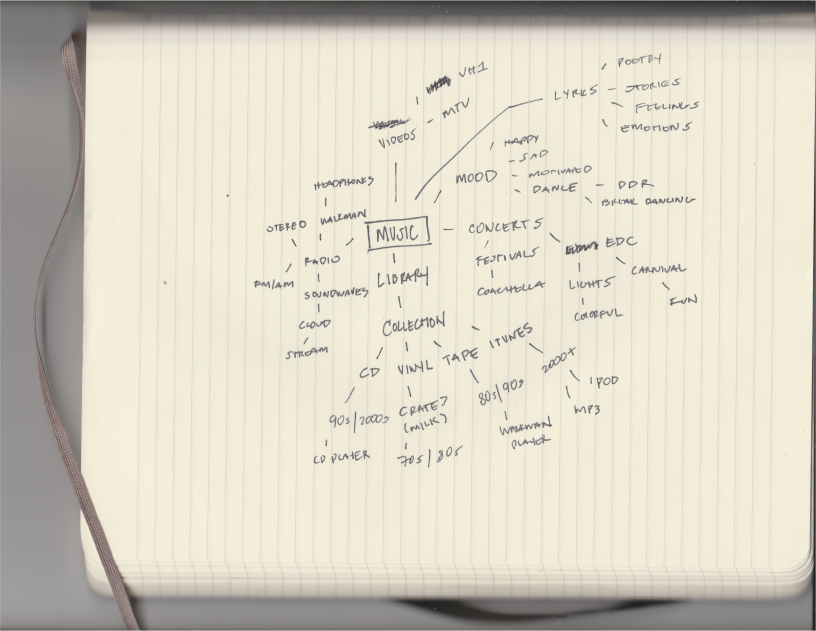 VH1
MTV
VIDEOS
LYRICS
POETRY
STORIES
FEELINGS
EMOTIONS
MOOD
HAPPY
SAD
MOTIVATED
DANCE
DDR
BREAK DANCING
HEADPHONES
STEREO
WALKMAN
RADIO
FM/AM
SOUNDWAVES
CLOUD
STREAM
MUSIC
CONCERTS
FESTIVALS
COACHELLA
EDC
LIGHTS
COLORFUL
CARNIVAL
FUN
LIBRARY
COLLECTION
CD
90s/2000s
CD PLAYER
VINYL
CRATES
(MILK)
70s/80s
TAPE
80s/90s
WALKMAN
PLAYER
ITUNES
2000+
IPOD
MP3